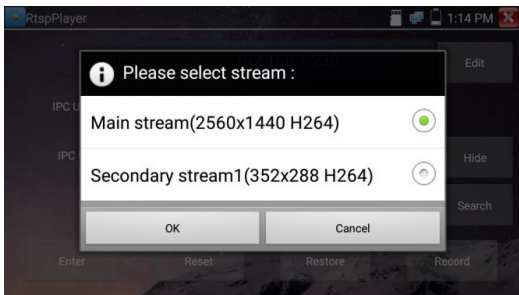 RtspPlayer
1:14 PM
Edit
Please select stream :
IPC U
Main stream(2560x1440 H264)
IPC
Hide
Secondary stream1(352x288 H264)
Search
OK
Cancel
Enter
Reset
Restore
Record